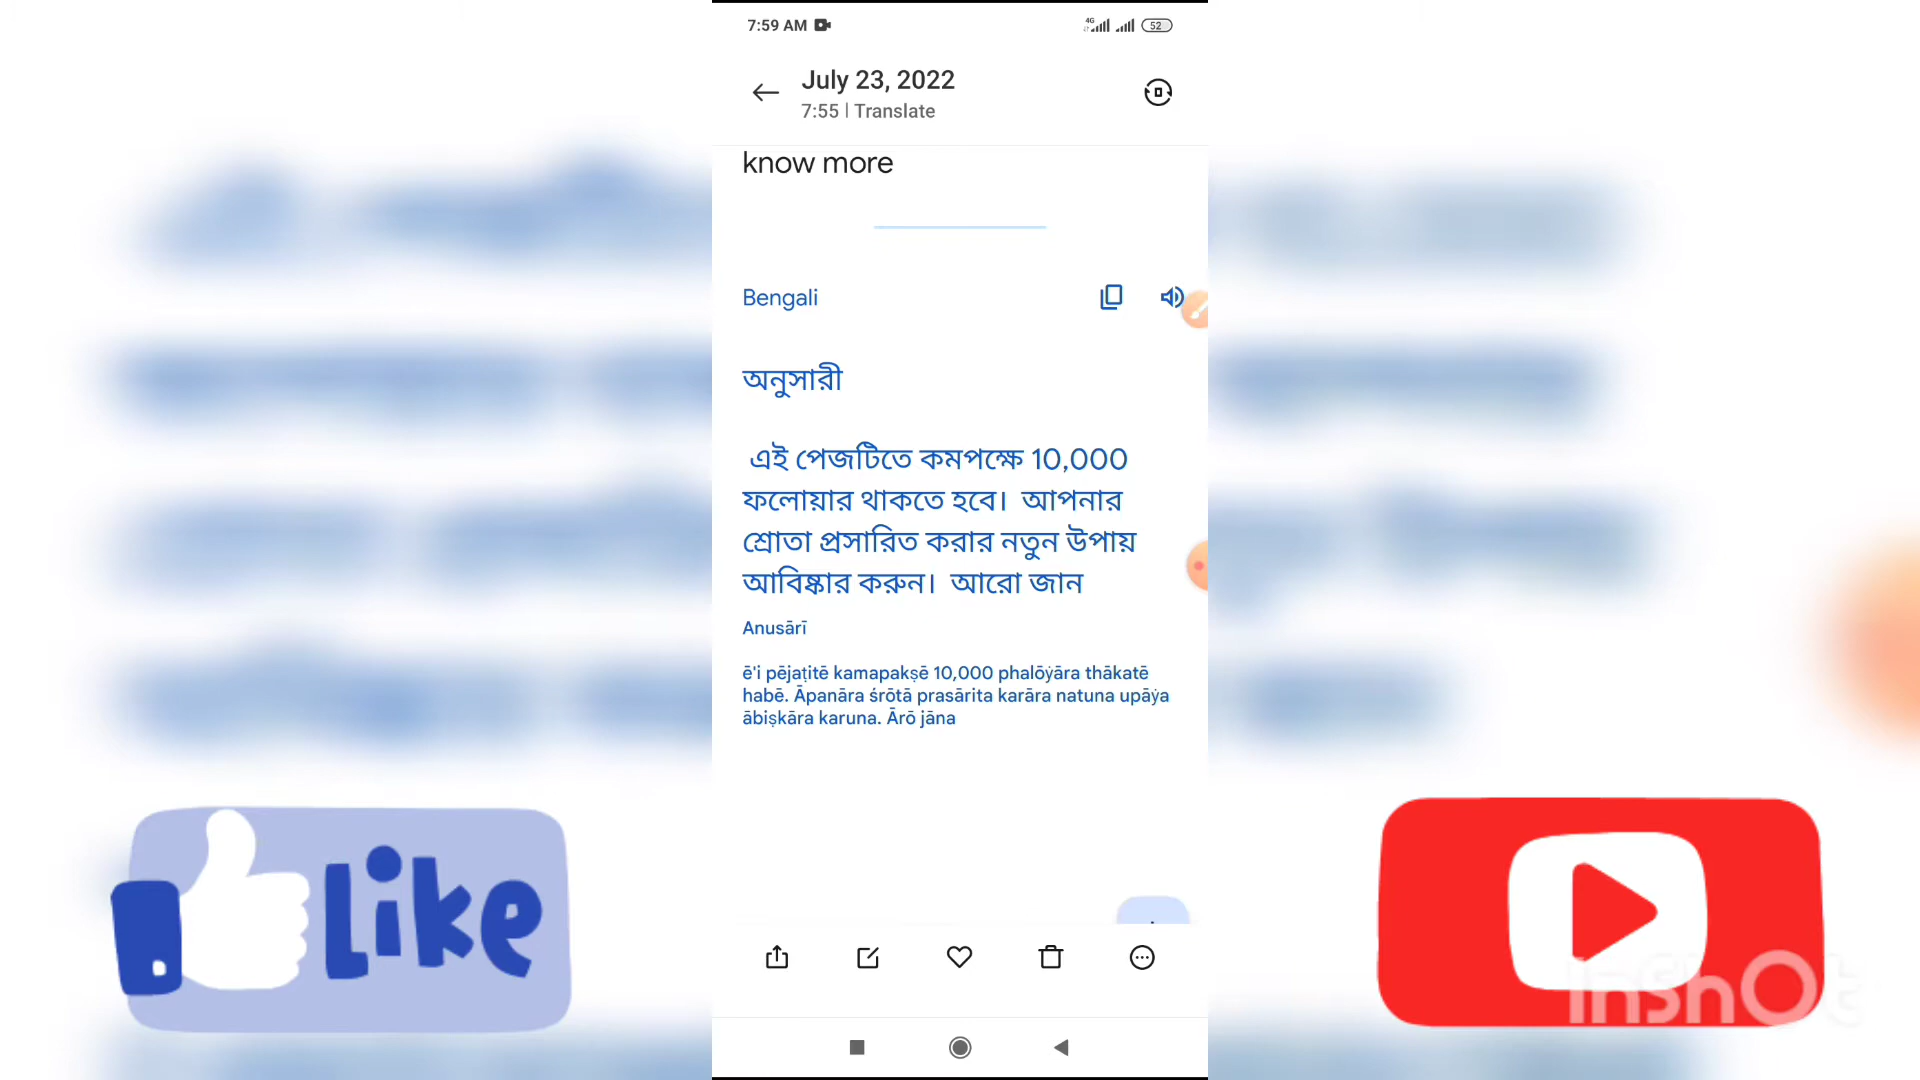 7:59 AM
4G
52
July 23, 2022
7:55 | Translate
know more
Bengali
অনুসারী
এই পেজটিতে কমপক্ষে 10,000
ফলোয়ার থাকতে হবে। আপনার
শ্রোতা প্রসারিত করার নতুন উপায়
আবিষ্কার করুন। আরো জান
Anusārī
ē'i pējaṭitē kamapakṣē 10,000 phalōẏāra thākatē
habē. Āpanāra śrōtā prasārita karāra natuna upāẏa
ābiṣkāra karuna. Ārō jāna
like
InShOt